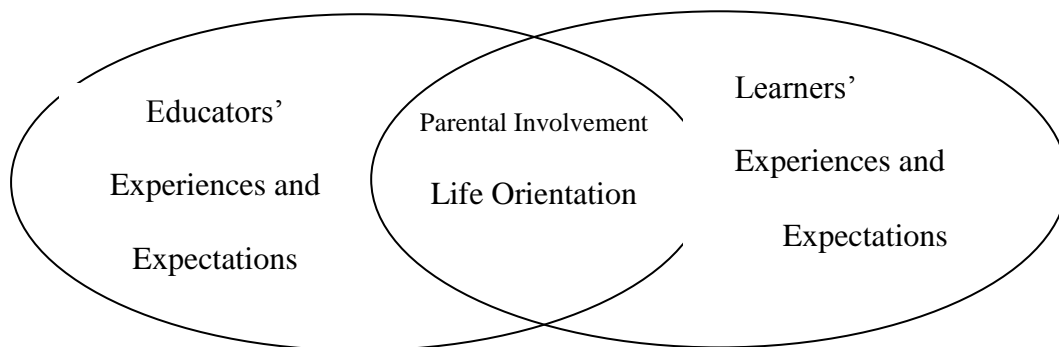 Educators’
Experiences and
Expectations
Parental Involvement
Life Orientation
Learners’
Experiences and
Expectations